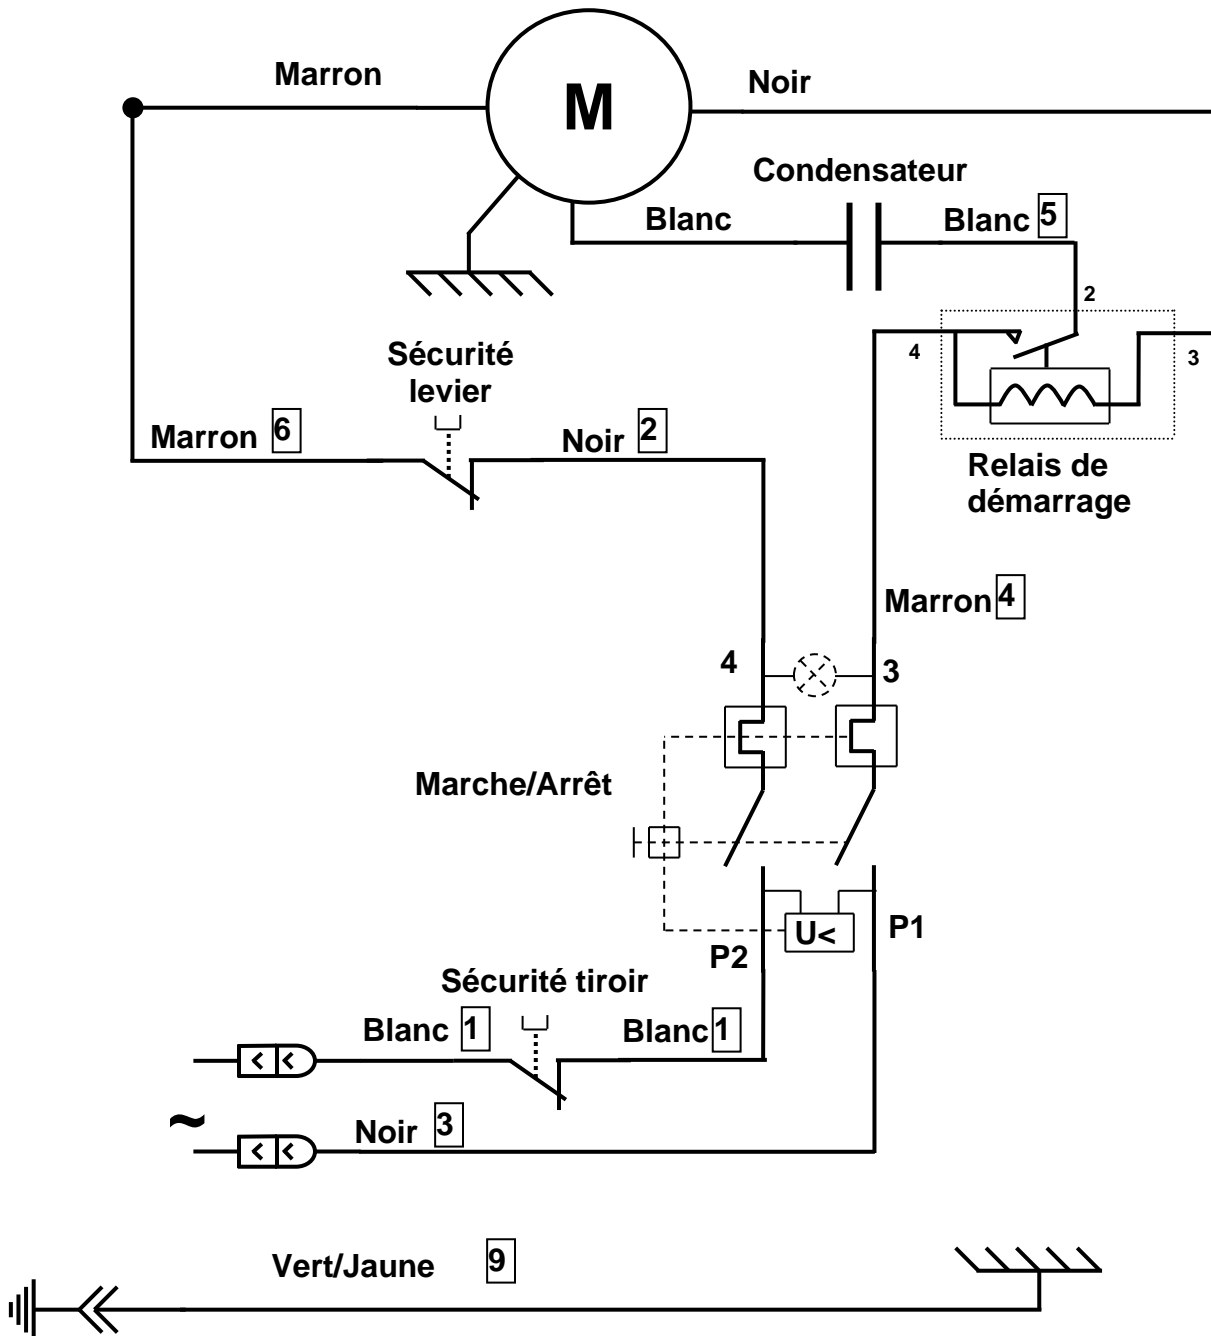 Marron
M
Noir
Condensateur
Blanc
Blanc 5
2
4
3
Sécurité
levier
Marron 6
Noir 2
Relais de
démarrage
Marron 4
4
3
Marche/Arrêt
U<
P1
P2
Sécurité tiroir
Blanc 1
Blanc 1
~
Noir 3
Vert/Jaune 9